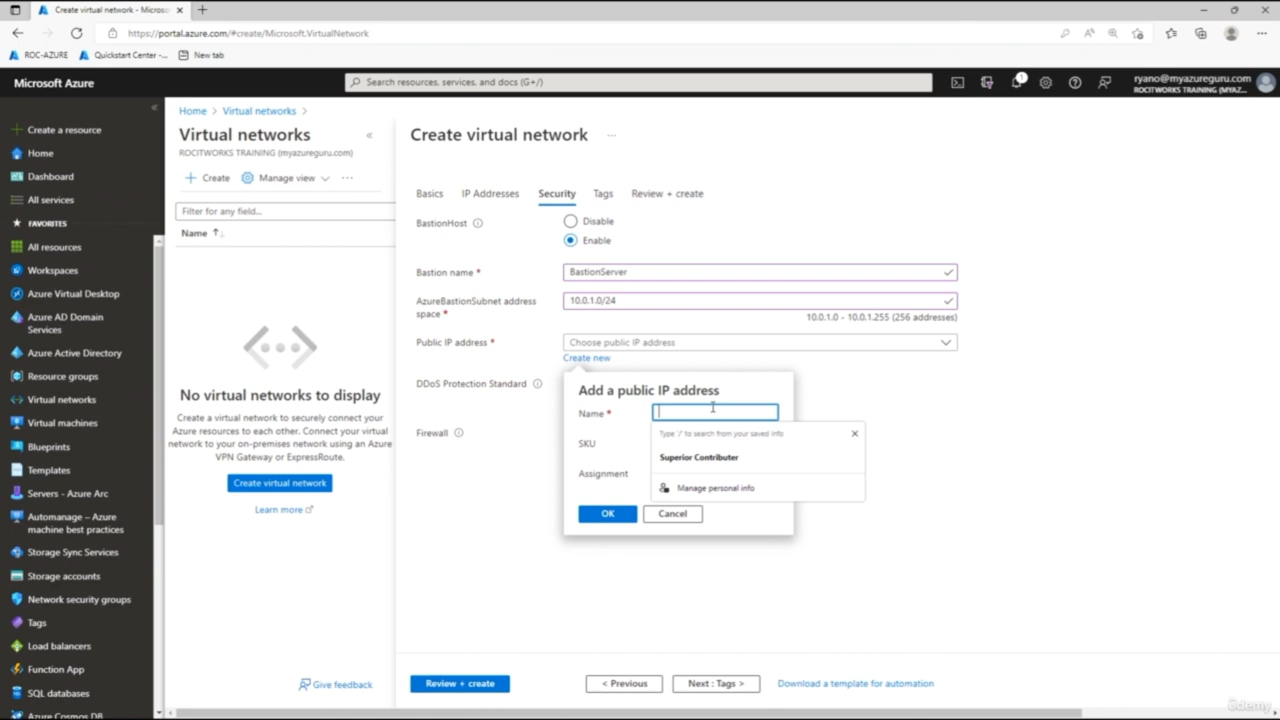 Create virtual network - Microso
https://portal.azure.com/#create/Microsoft.VirtualNetwork
ROC-AZURE
Quickstart Center -...
New tab
Microsoft Azure
Search resources, services, and docs (G+/)
1
ryano@myazureguru.com
ROCITWORKS TRAINING (MYAZ...
Create a resource
Home
Dashboard
All services
FAVORITES
All resources
Workspaces
Azure Virtual Desktop
Azure AD Domain
Services
Azure Active Directory
Resource groups
Virtual networks
Virtual machines
Blueprints
Templates
Servers - Azure Arc
Automanage – Azure
machine best practices
Storage Sync Services
Storage accounts
Network security groups
Tags
Load balancers
Function App
SQL databases
Azure Cosmos DB
Home > Virtual networks >
Virtual networks
ROCITWORKS TRAINING (myazureguru.com)
+ Create
Manage view
...
Filter for any field...
Name ↑↓
No virtual networks to display
Create a virtual network to securely connect your
Azure resources to each other. Connect your virtual
network to your on-premises network using an Azure
VPN Gateway or ExpressRoute.
Create virtual network
Learn more
Give feedback
Create virtual network
...
Basics
IP Addresses
Security
Tags
Review + create
BastionHost
Disable
Enable
Bastion name *
BastionServer
AzureBastionSubnet address
space *
10.0.1.0/24
10.0.1.0 - 10.0.1.255 (256 addresses)
Public IP address *
Choose public IP address
Create new
DDoS Protection Standard
Firewall
Add a public IP address
Name *
Type '/' to search from your saved info
Superior Contributer
Manage personal info
SKU
Assignment
OK
Cancel
Review + create
< Previous
Next : Tags >
Download a template for automation
ûdemy